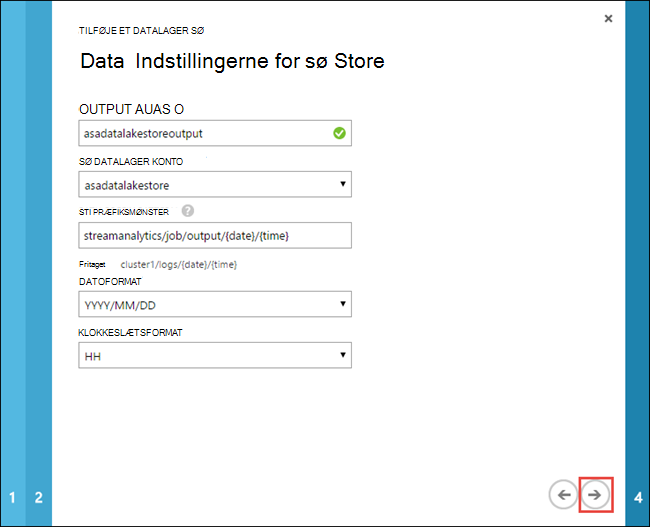 TILFØJE ET DATALAGER SØ
Data Indstillingerne for sø Store
OUTPUT AUAS O
asadatalakestoreoutput
SØ DATALAGER KONTO
asadatalakestore
STI PRÆFIKSMØNSTER ?
streamanalytics/job/output/{date}/{time}
Fritaget cluster1/logs/{date}/{time}
DATOFORMAT
YYYY/MM/DD
KLOKKESLÆTSFORMAT
HH
1 2 4